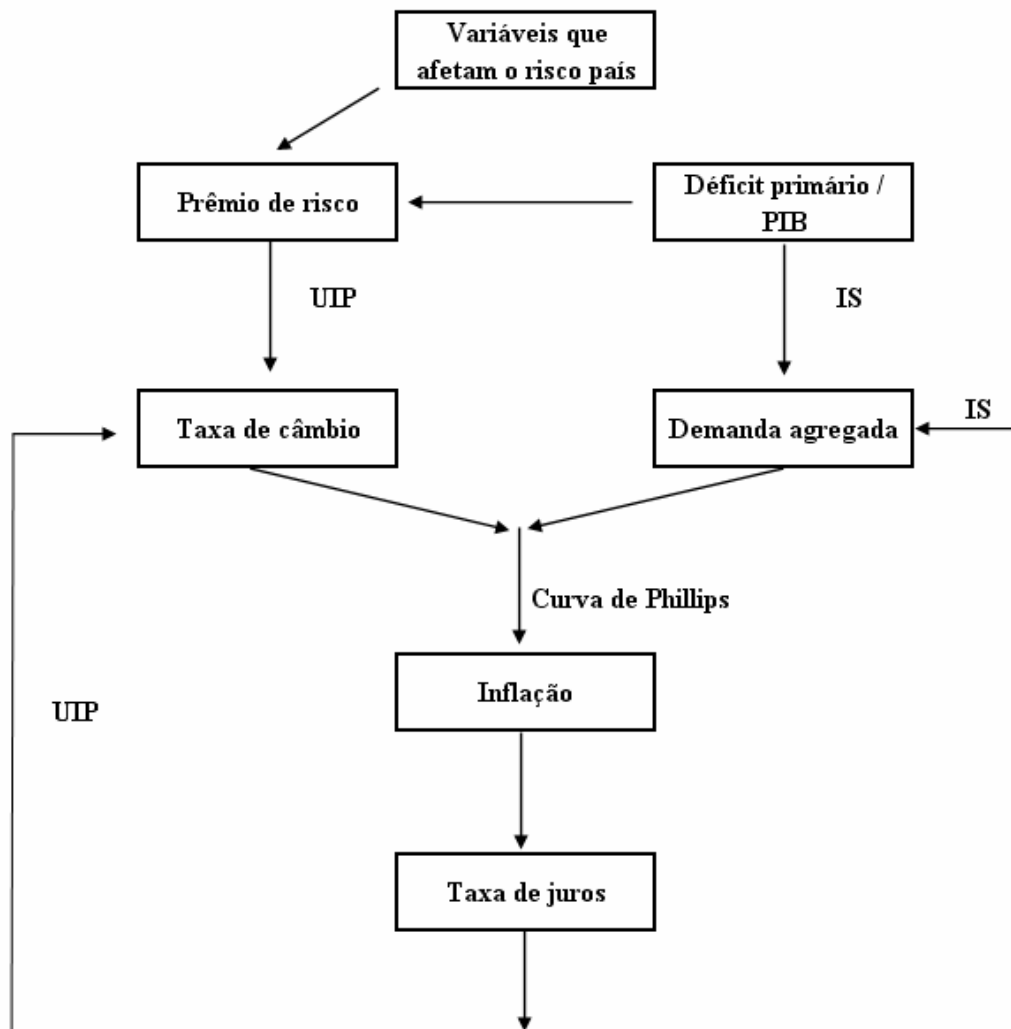 Variáveis que
afetam o risco país
Prêmio de risco
Déficit primário /
PIB
UIP
IS
Taxa de câmbio
Demanda agregada
IS
Curva de Phillips
Inflação
UIP
Taxa de juros